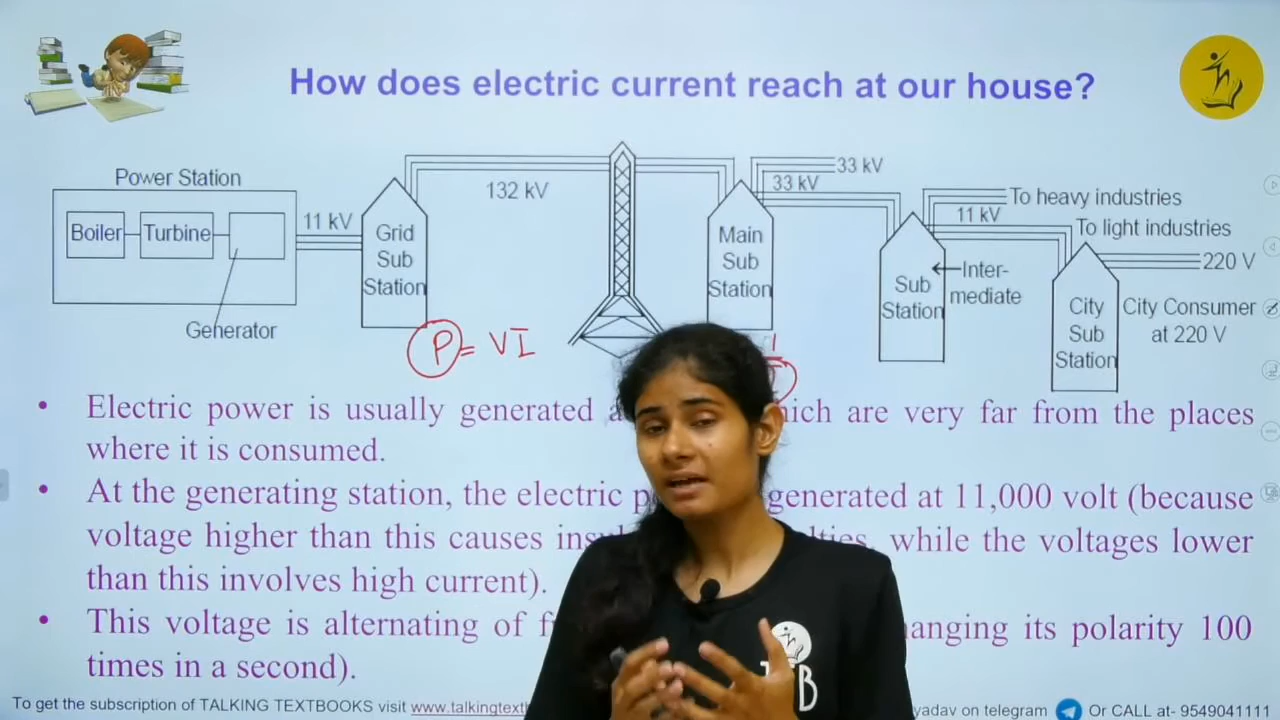 How does electric current reach at our house?
Power Station
Boiler
Turbine
Generator
11 kV
Grid
Sub
Station
132 kV
Main
Sub
Station
33 kV
33 kV
Sub
Station
Inter-
mediate
To heavy industries
11 kV
To light industries
City
Sub
Station
220 V
City Consumer
at 220 V
P = VI
• Electric power is usually generated which are very far from the places
where it is consumed.
• At the generating station, the electric generated at 11,000 volt (because
voltage higher than this causes while the voltages lower
than this involves high current).
• This voltage is alternating of its polarity 100
times in a second).
To get the subscription of TALKING TEXTBOOKS visit on telegram Or CALL at- 9549041111